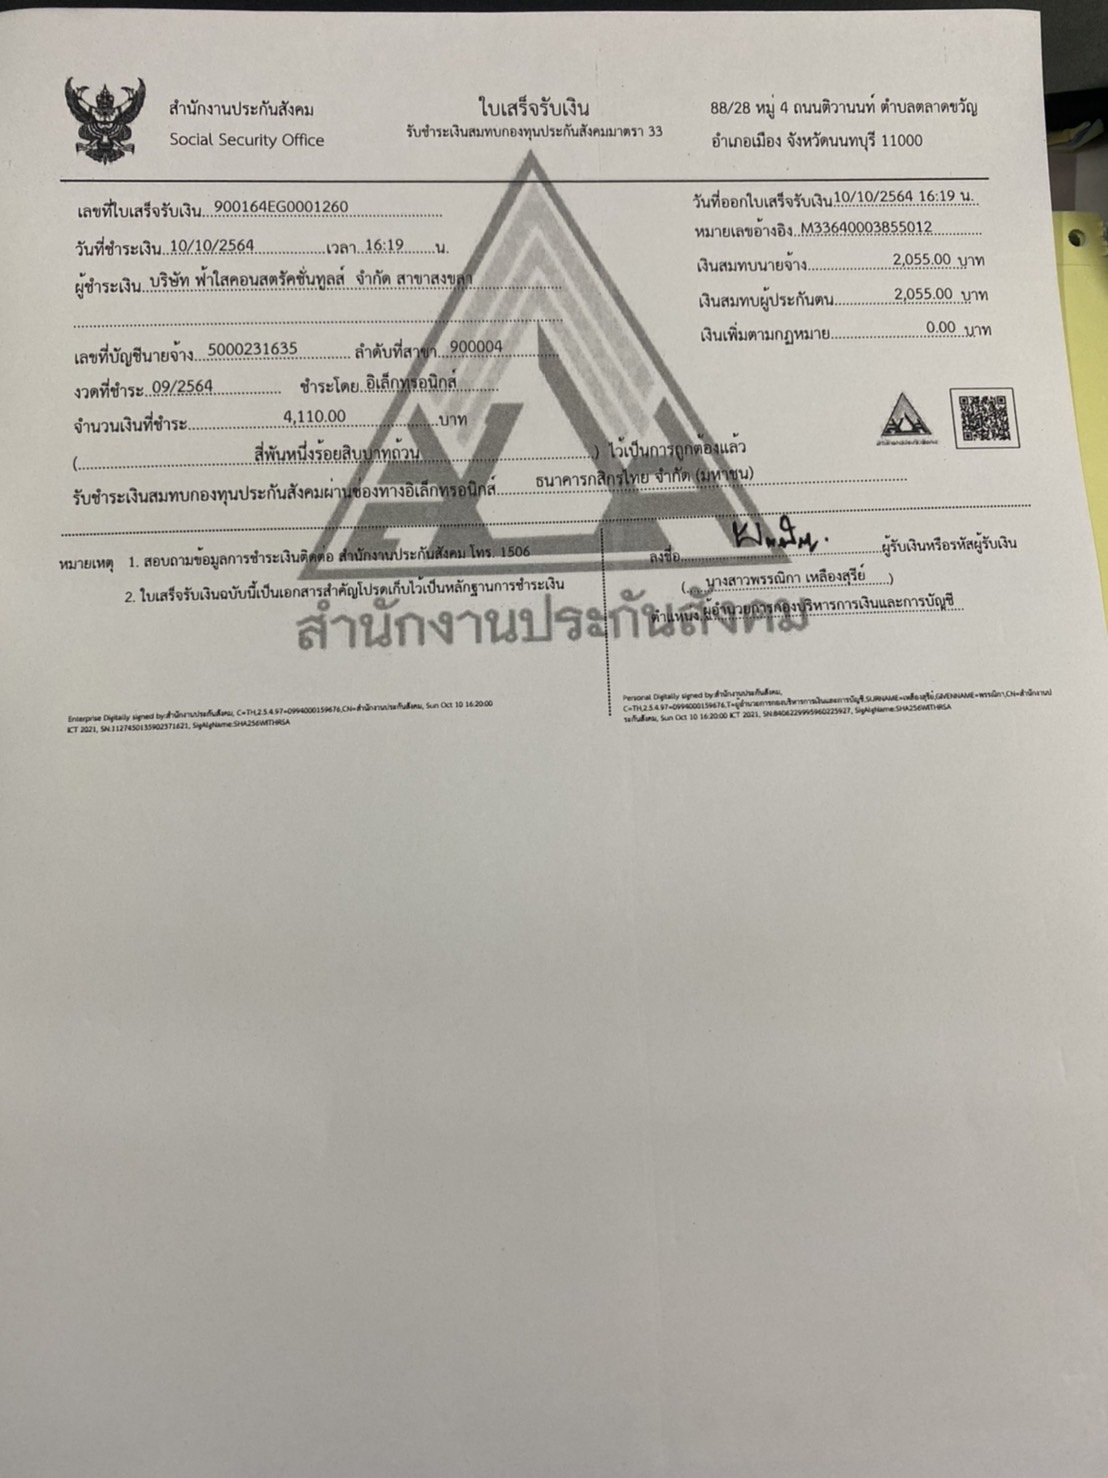 สำนักงานประกันสังคม
Social Security Office
ใบเสร็จรับเงิน
รับชำระเงินสมทบกองทุนประกันสังคมมาตรา 33
88/28 หมู่ 4 ถนนติวานนท์ ตำบลตลาดขวัญ
อำเภอเมือง จังหวัดนนทบุรี 11000
เลขที่ใบเสร็จรับเงิน 900164EG0001260
วันที่ออกใบเสร็จรับเงิน 10/10/2564 16:19 น.
วันที่ชำระเงิน 10/10/2564 เวลา 16:19 น.
หมายเลขอ้างอิง M33640003855012
ผู้ชำระเงิน บริษัท ฟ้าใสคอนสตรัคชั่นทูลส์ จำกัด สาขาสงขลา
เงินสมทบนายจ้าง 2,055.00 บาท
เงินสมทบผู้ประกันตน 2,055.00 บาท
เงินเพิ่มตามกฎหมาย 0.00 บาท
เลขที่บัญชีนายจ้าง 5000231635 ลำดับที่สาขา 900004
งวดที่ชำระ 09/2564 ชำระโดย อิเล็กทรอนิกส์
จำนวนเงินที่ชำระ 4,110.00 บาท
( สี่พันหนึ่งร้อยสิบบาทถ้วน ) ไว้เป็นการถูกต้องแล้ว
รับชำระเงินสมทบกองทุนประกันสังคมผ่านช่องทางอิเล็กทรอนิกส์ ธนาคารกสิกรไทย จำกัด (มหาชน)
หมายเหตุ 1. สอบถามข้อมูลการชำระเงินติดต่อ สำนักงานประกันสังคม โทร. 1506
2. ใบเสร็จรับเงินฉบับนี้เป็นเอกสารสำคัญโปรดเก็บไว้เป็นหลักฐานการชำระเงิน
ลงชื่อ ผู้รับเงินหรือรหัสผู้รับเงิน
( นางสาวพรรณิกา เหลืองสุรีย์ )
ตำแหน่ง ผู้อำนวยการกองบริหารการเงินและการบัญชี
สำนักงานประกันสังคม
Enterprise Digitally signed by:สำนักงานประกันสังคม, C=TH,2.5.4.97=0994000159676,CN=สำนักงานประกันสังคม, Sun Oct 10 16:20:00
ICT 2021, SN:3127450135902571621, SigAlgName:SHA256WITHRSA
Personal Digitally signed by:สำนักงานประกันสังคม,
C=TH,2.5.4.97=0994000159676,T=ผู้อำนวยการกองบริหารการเงินและการบัญชี,SURNAME=เหลืองสุรีย์,GIVENNAME=พรรณิกา,CN=สำนักงานป
ระกันสังคม, Sun Oct 10 16:20:00 ICT 2021, SN:8406229995960225927, SigAlgName:SHA256WITHRSA